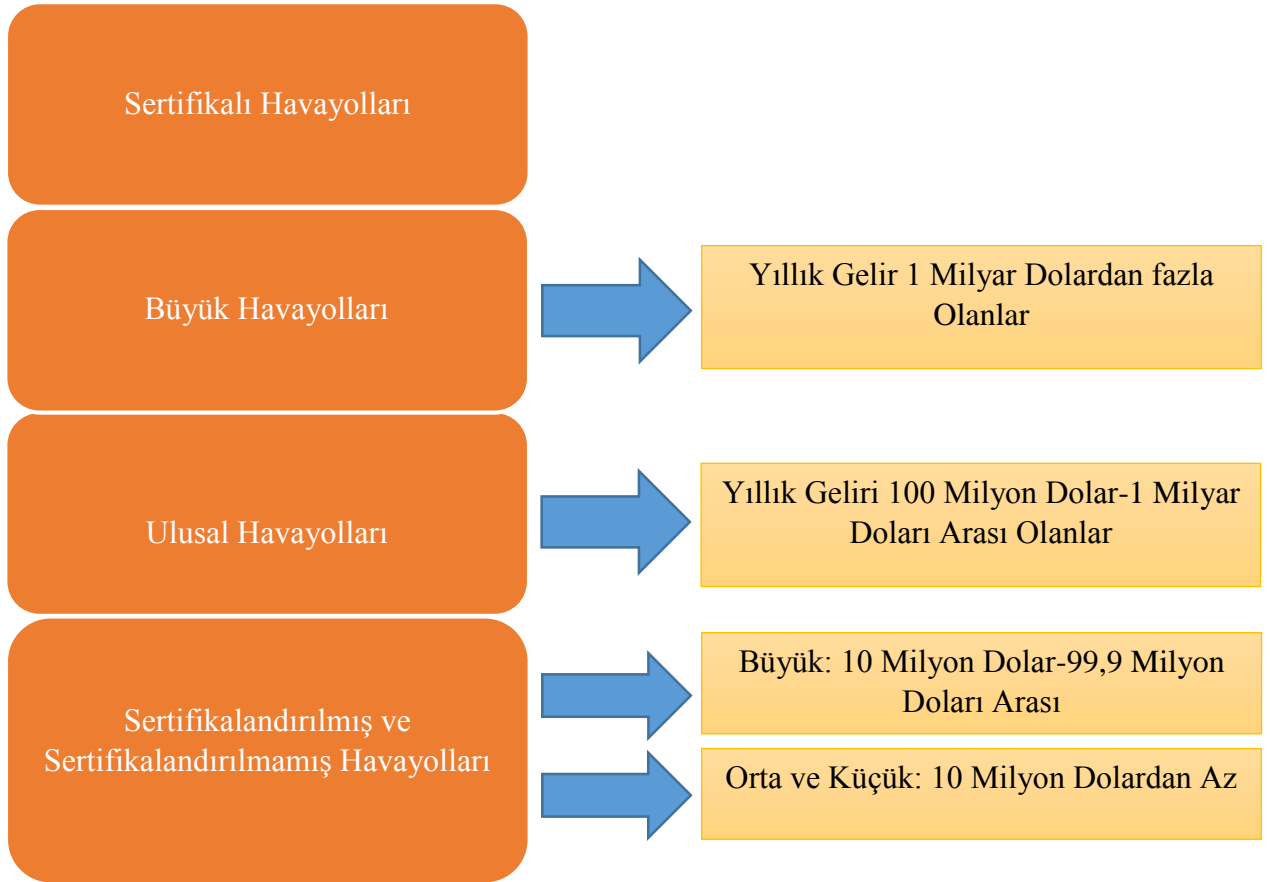 Sertifikalı Havayolları
Büyük Havayolları
Yıllık Gelir 1 Milyar Dolardan fazla
Olanlar
Ulusal Havayolları
Yıllık Geliri 100 Milyon Dolar-1 Milyar
Doları Arası Olanlar
Sertifikalandırılmış ve
Sertifikalandırılmamış Havayolları
Büyük: 10 Milyon Dolar-99,9 Milyon
Doları Arası
Orta ve Küçük: 10 Milyon Dolardan Az